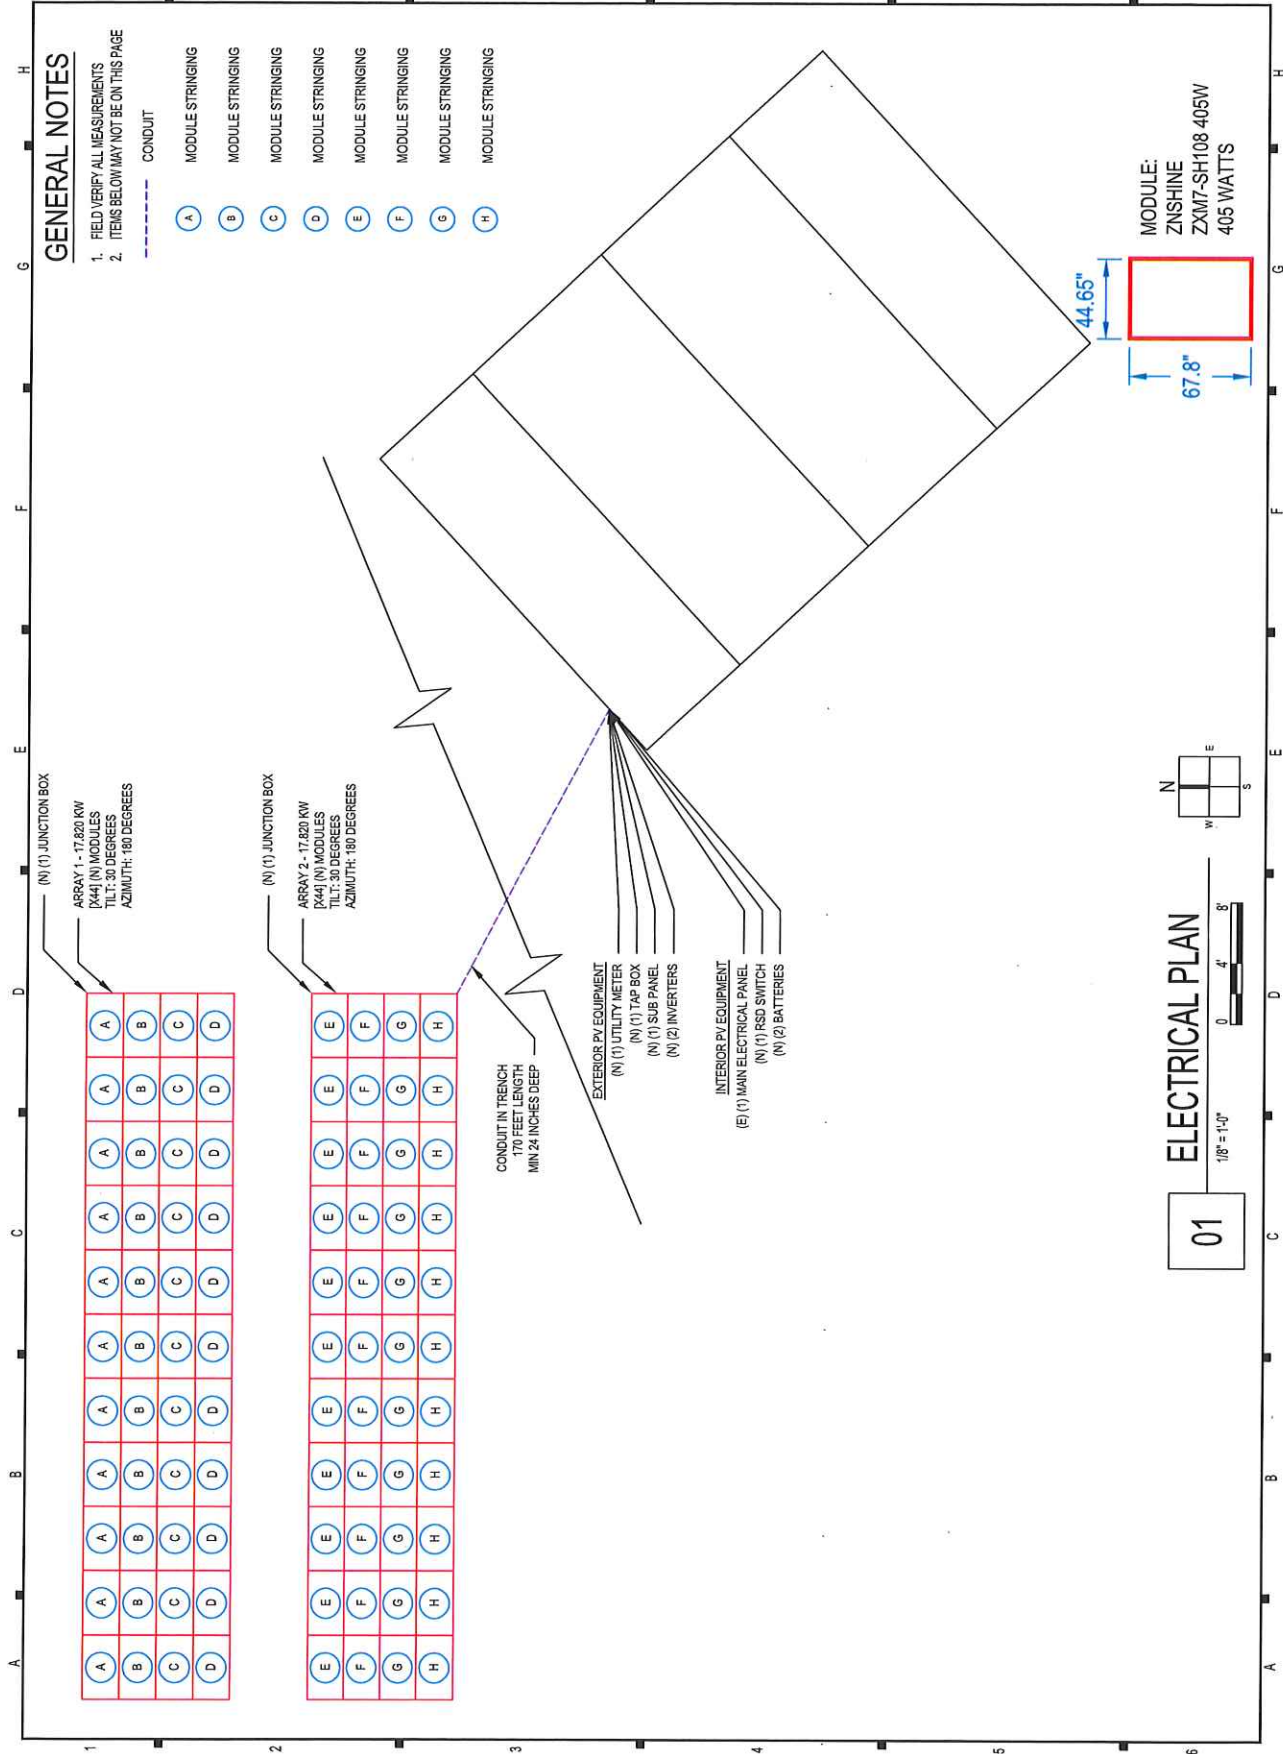 A B C D E F G H
1
2
3
4
5
6
GENERAL NOTES
1. FIELD VERIFY ALL MEASUREMENTS
2. ITEMS BELOW MAY NOT BE ON THIS PAGE
CONDUIT
A MODULE STRINGING
B MODULE STRINGING
C MODULE STRINGING
D MODULE STRINGING
E MODULE STRINGING
F MODULE STRINGING
G MODULE STRINGING
H MODULE STRINGING
(N) (1) JUNCTION BOX
ARRAY 1 - 17.820 KW
[X44] (N) MODULES
TILT: 30 DEGREES
AZIMUTH: 180 DEGREES
A A A A A A A A A A A
B B B B B B B B B B B
C C C C C C C C C C C
D D D D D D D D D D D
(N) (1) JUNCTION BOX
ARRAY 2 - 17.820 KW
[X44] (N) MODULES
TILT: 30 DEGREES
AZIMUTH: 180 DEGREES
E E E E E E E E E E E
F F F F F F F F F F F
G G G G G G G G G G G
H H H H H H H H H H H
CONDUIT IN TRENCH
170 FEET LENGTH
MIN 24 INCHES DEEP
EXTERIOR PV EQUIPMENT
(N) (1) UTILITY METER
(N) (1) TAP BOX
(N) (1) SUB PANEL
(N) (2) INVERTERS
INTERIOR PV EQUIPMENT
(E) (1) MAIN ELECTRICAL PANEL
(N) (1) RSD SWITCH
(N) (2) BATTERIES
44.65"
67.8"
MODULE:
ZNSHINE
ZXM7-SH108 405W
405 WATTS
01
ELECTRICAL PLAN
1/8" = 1'-0"
0 4' 8'
N
W E
S
A B C D E F G H